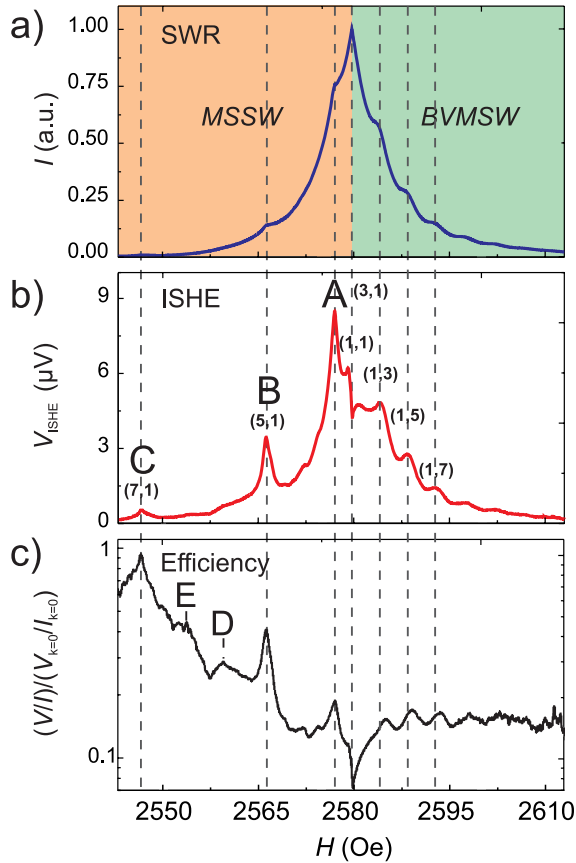 a)
SWR
1.00
0.75
0.50
0.25
0.00
I (a.u.)
MSSW
BVMSW
b)
ISHE
A
(3,1)
9
6
3
0
V_ISHE (μV)
(1,1)
(1,3)
B
(5,1)
(1,5)
C
(7,1)
(1,7)
c)
Efficiency
1
0.1
(V/I)/(V_k=0/I_k=0)
E
D
2550 2565 2580 2595 2610
H (Oe)